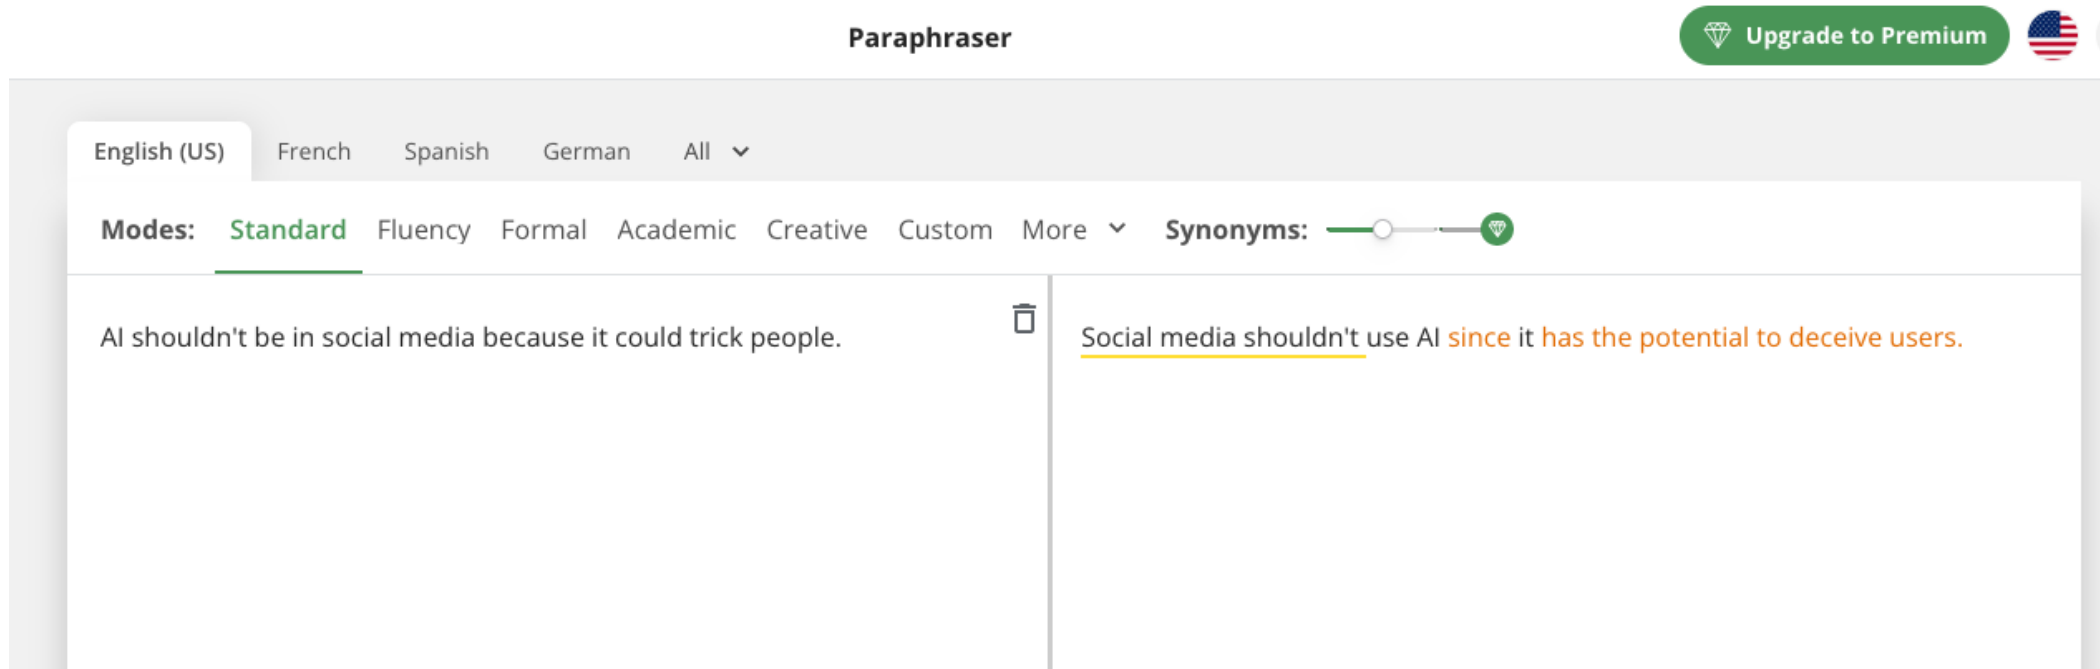 Paraphraser
Upgrade to Premium
English (US) French Spanish German All
Modes: Standard Fluency Formal Academic Creative Custom More Synonyms:
AI shouldn't be in social media because it could trick people.
Social media shouldn't use AI since it has the potential to deceive users.